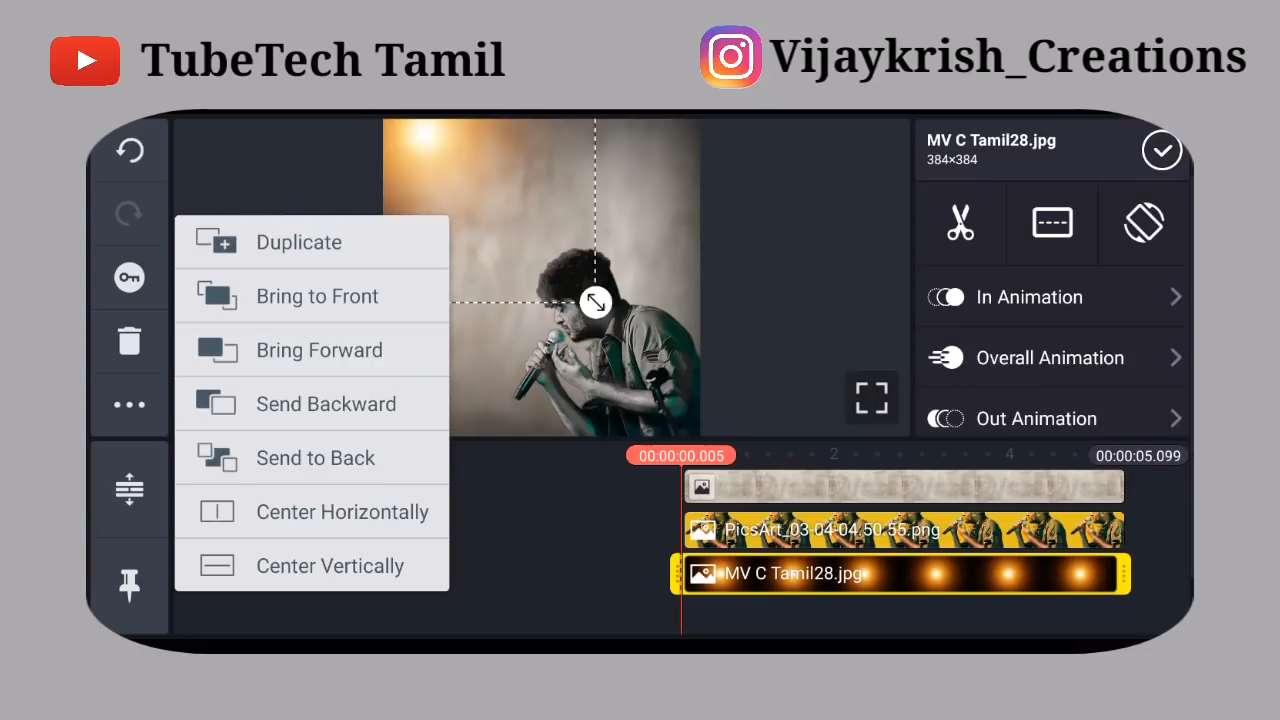 TubeTech Tamil
Vijaykrish_Creations
MV C Tamil28.jpg
384×384
Duplicate
Bring to Front
Bring Forward
Send Backward
Send to Back
Center Horizontally
Center Vertically
In Animation
Overall Animation
Out Animation
00:00:00.005
2
4
00:00:05.099
PicsArt_03-04-04.50.55.png
MV C Tamil28.jpg